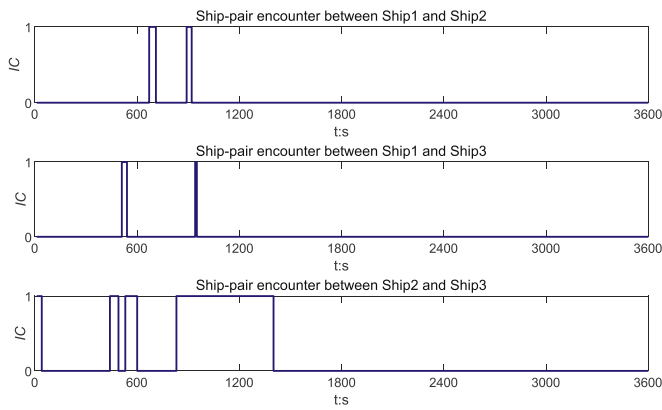 Ship-pair encounter between Ship1 and Ship2
1
IC
0
0 600 1200 1800 2400 3000 3600
t:s
Ship-pair encounter between Ship1 and Ship3
1
IC
0
0 600 1200 1800 2400 3000 3600
t:s
Ship-pair encounter between Ship2 and Ship3
1
IC
0
0 600 1200 1800 2400 3000 3600
t:s